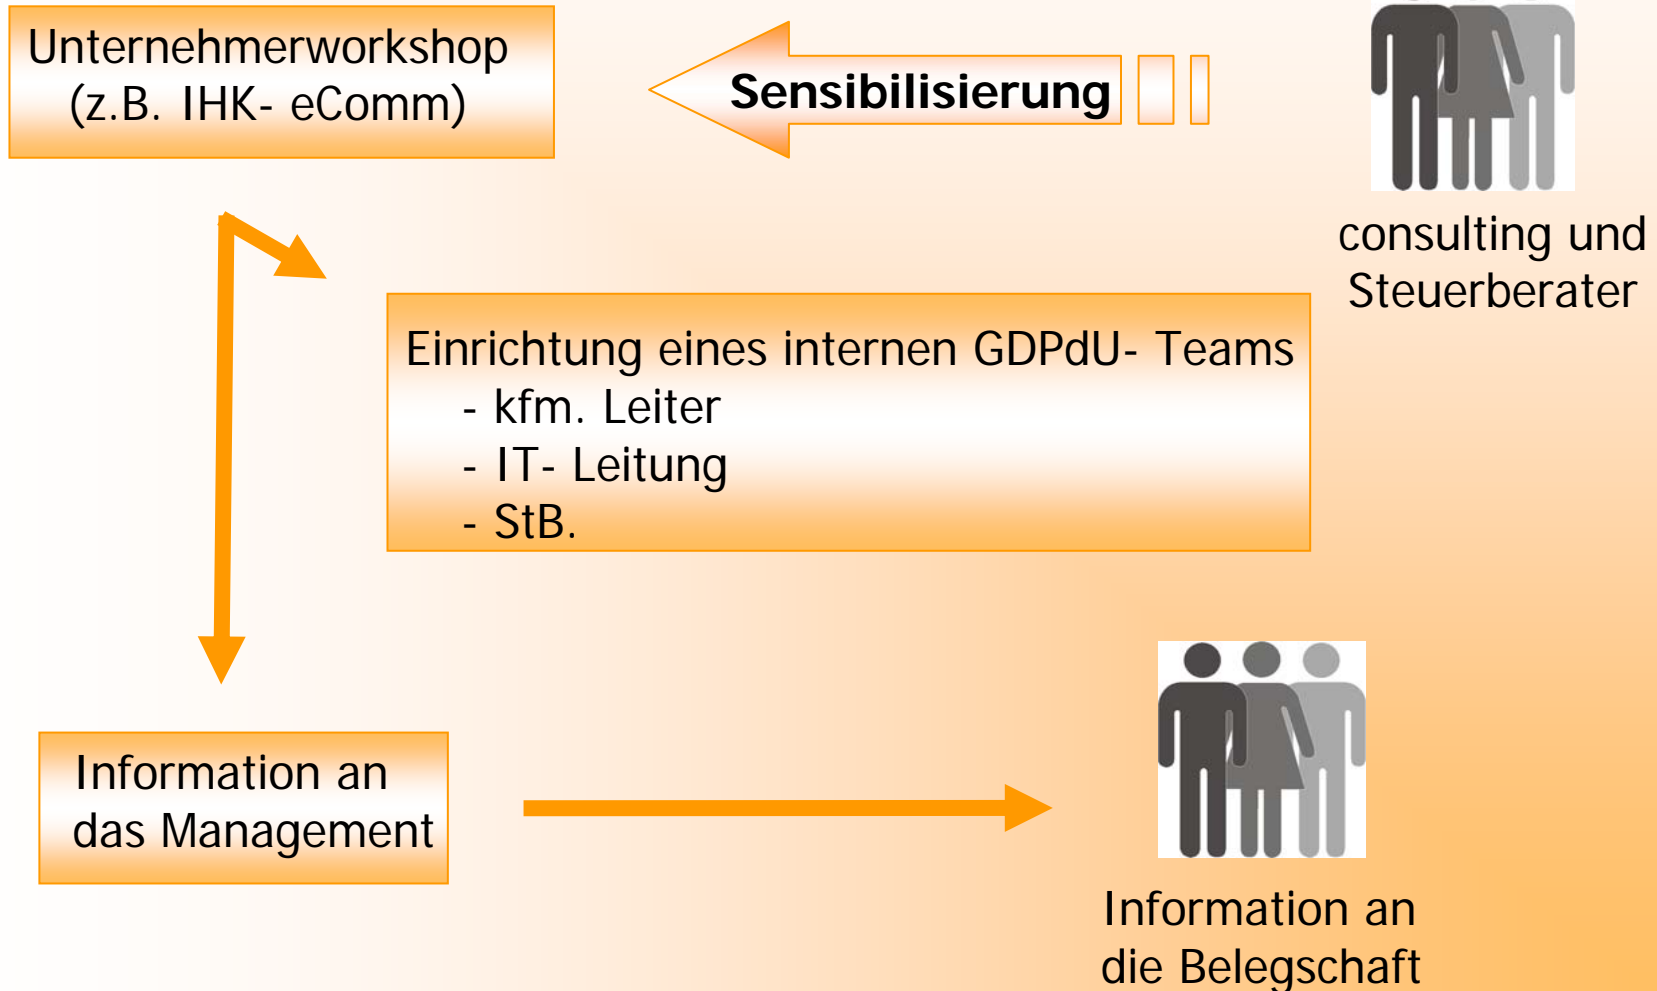 Unternehmerworkshop
(z.B. IHK- eComm)
Sensibilisierung
consulting und
Steuerberater
Einrichtung eines internen GDPdU- Teams
- kfm. Leiter
- IT- Leitung
- StB.
Information an
das Management
Information an
die Belegschaft